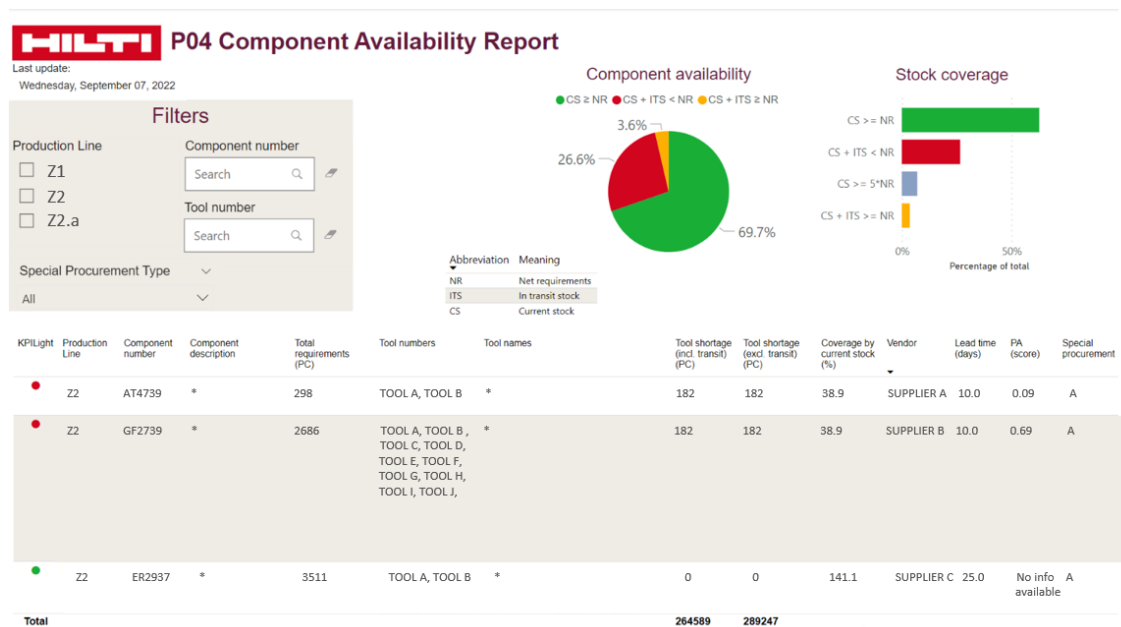 HILTI P04 Component Availability Report
Last update:
Wednesday, September 07, 2022
Filters
Production Line
Z1
Z2
Z2.a
Component number
Search
Tool number
Search
Special Procurement Type
All
Component availability
CS ≥ NR CS + ITS < NR CS + ITS ≥ NR
3.6%
26.6%
69.7%
Abbreviation Meaning
NR Net requirements
ITS In transit stock
CS Current stock
Stock coverage
CS >= NR
CS + ITS < NR
CS >= 5*NR
CS + ITS >= NR
0% 50%
Percentage of total
KPILight Production Component Component Total Tool numbers Tool names Tool shortage Tool shortage Coverage by Vendor Lead time PA Special
Line number description requirements (incl. transit) (excl. transit) current stock (days) (score) procurement
(PC) (PC) (PC) (%)
Z2 AT4739 * 298 TOOL A, TOOL B * 182 182 38.9 SUPPLIER A 10.0 0.09 A
Z2 GF2739 * 2686 TOOL A, TOOL B , * 182 182 38.9 SUPPLIER B 10.0 0.69 A
TOOL C, TOOL D,
TOOL E, TOOL F,
TOOL G, TOOL H,
TOOL I, TOOL J,
Z2 ER2937 * 3511 TOOL A, TOOL B * 0 0 141.1 SUPPLIER C 25.0 No info A
available
Total 264589 289247